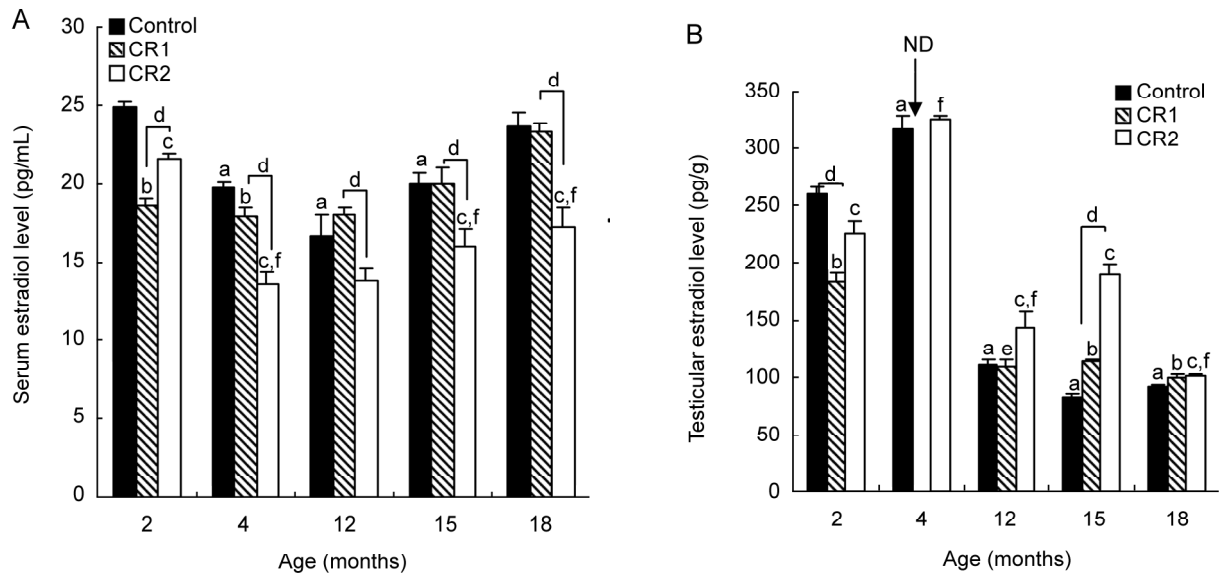 A
Control
CR1
CR2
Serum estradiol level (pg/mL)
30
25
20
15
10
5
0
b
d
c
a
b
d
c,f
a
d
a
d
c,f
d
c,f
2
4
12
15
18
Age (months)
B
ND
Control
CR1
CR2
Testicular estradiol level (pg/g)
350
300
250
200
150
100
50
0
d
b
c
a
f
a
e
c,f
a
b
d
c
a
b
c,f
2
4
12
15
18
Age (months)